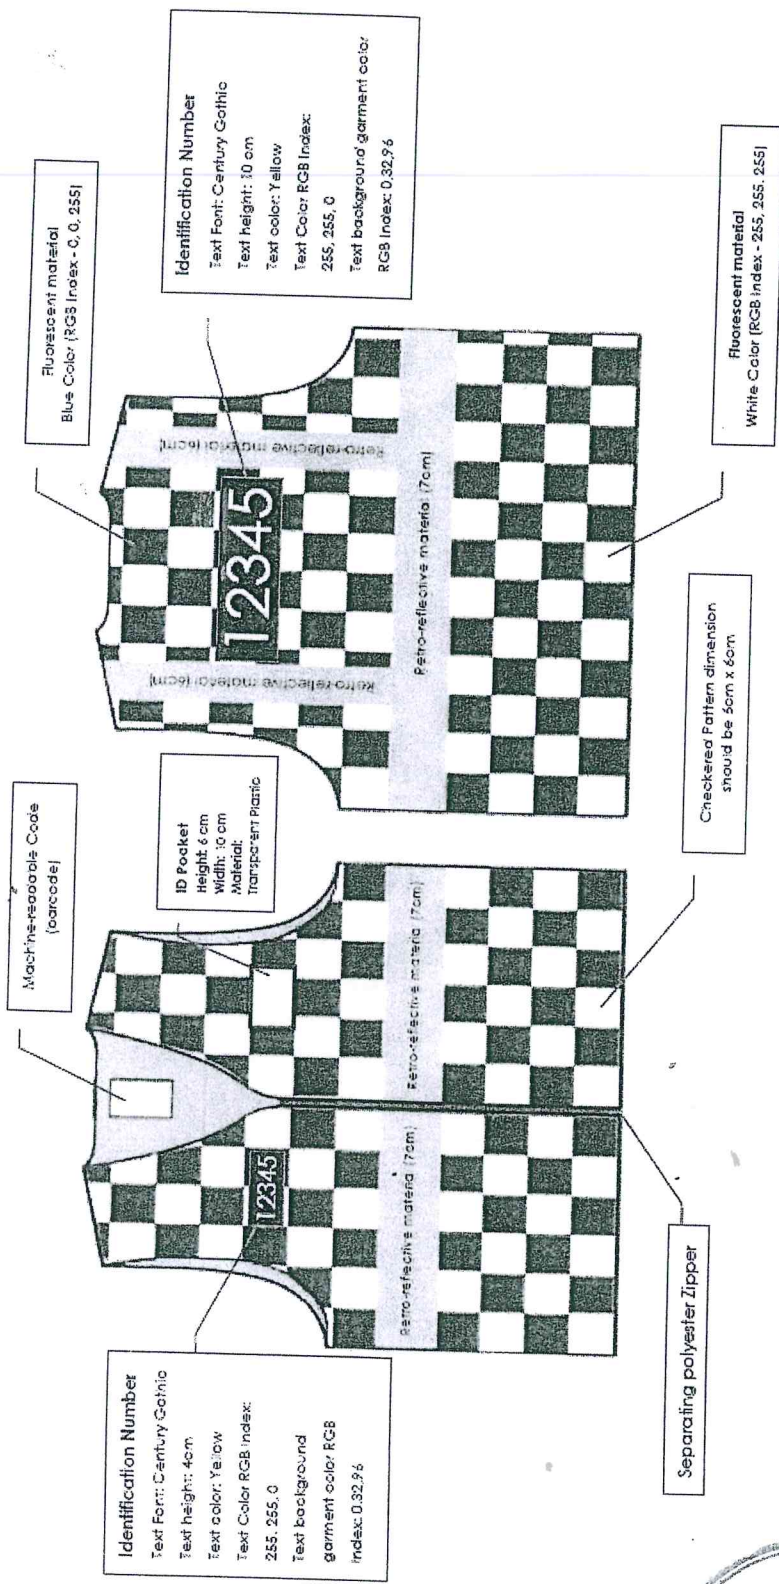 Identification Number
Text Font: Century Gothic
Text height: 4cm
Text color: Yellow
Text Color RGB Index:
255, 255, 0
Text background
garment color RGB
Index: 0,32,96
Machine-readable Code
(barcode)
ID Pocket
Height: 6 cm
Width: 10 cm
Material:
Transparent Plastic
Fluorescent material
Blue Color (RGB Index - 0, 0, 255)
Identification Number
Text Font: Century Gothic
Text height: 10 cm
Text color: Yellow
Text Color RGB Index:
255, 255, 0
Text background garment color
RGB Index: 0,32,96
12345
Retro-reflective material (7cm)
Retro-reflective material (7cm)
12345
Retro-reflective material (6cm)
Retro-reflective material (6cm)
Retro-reflective material (7cm)
Separating polyester Zipper
Checkered Pattern dimension
should be 6cm x 6cm
Fluorescent material
White Color (RGB Index - 255, 255, 255)